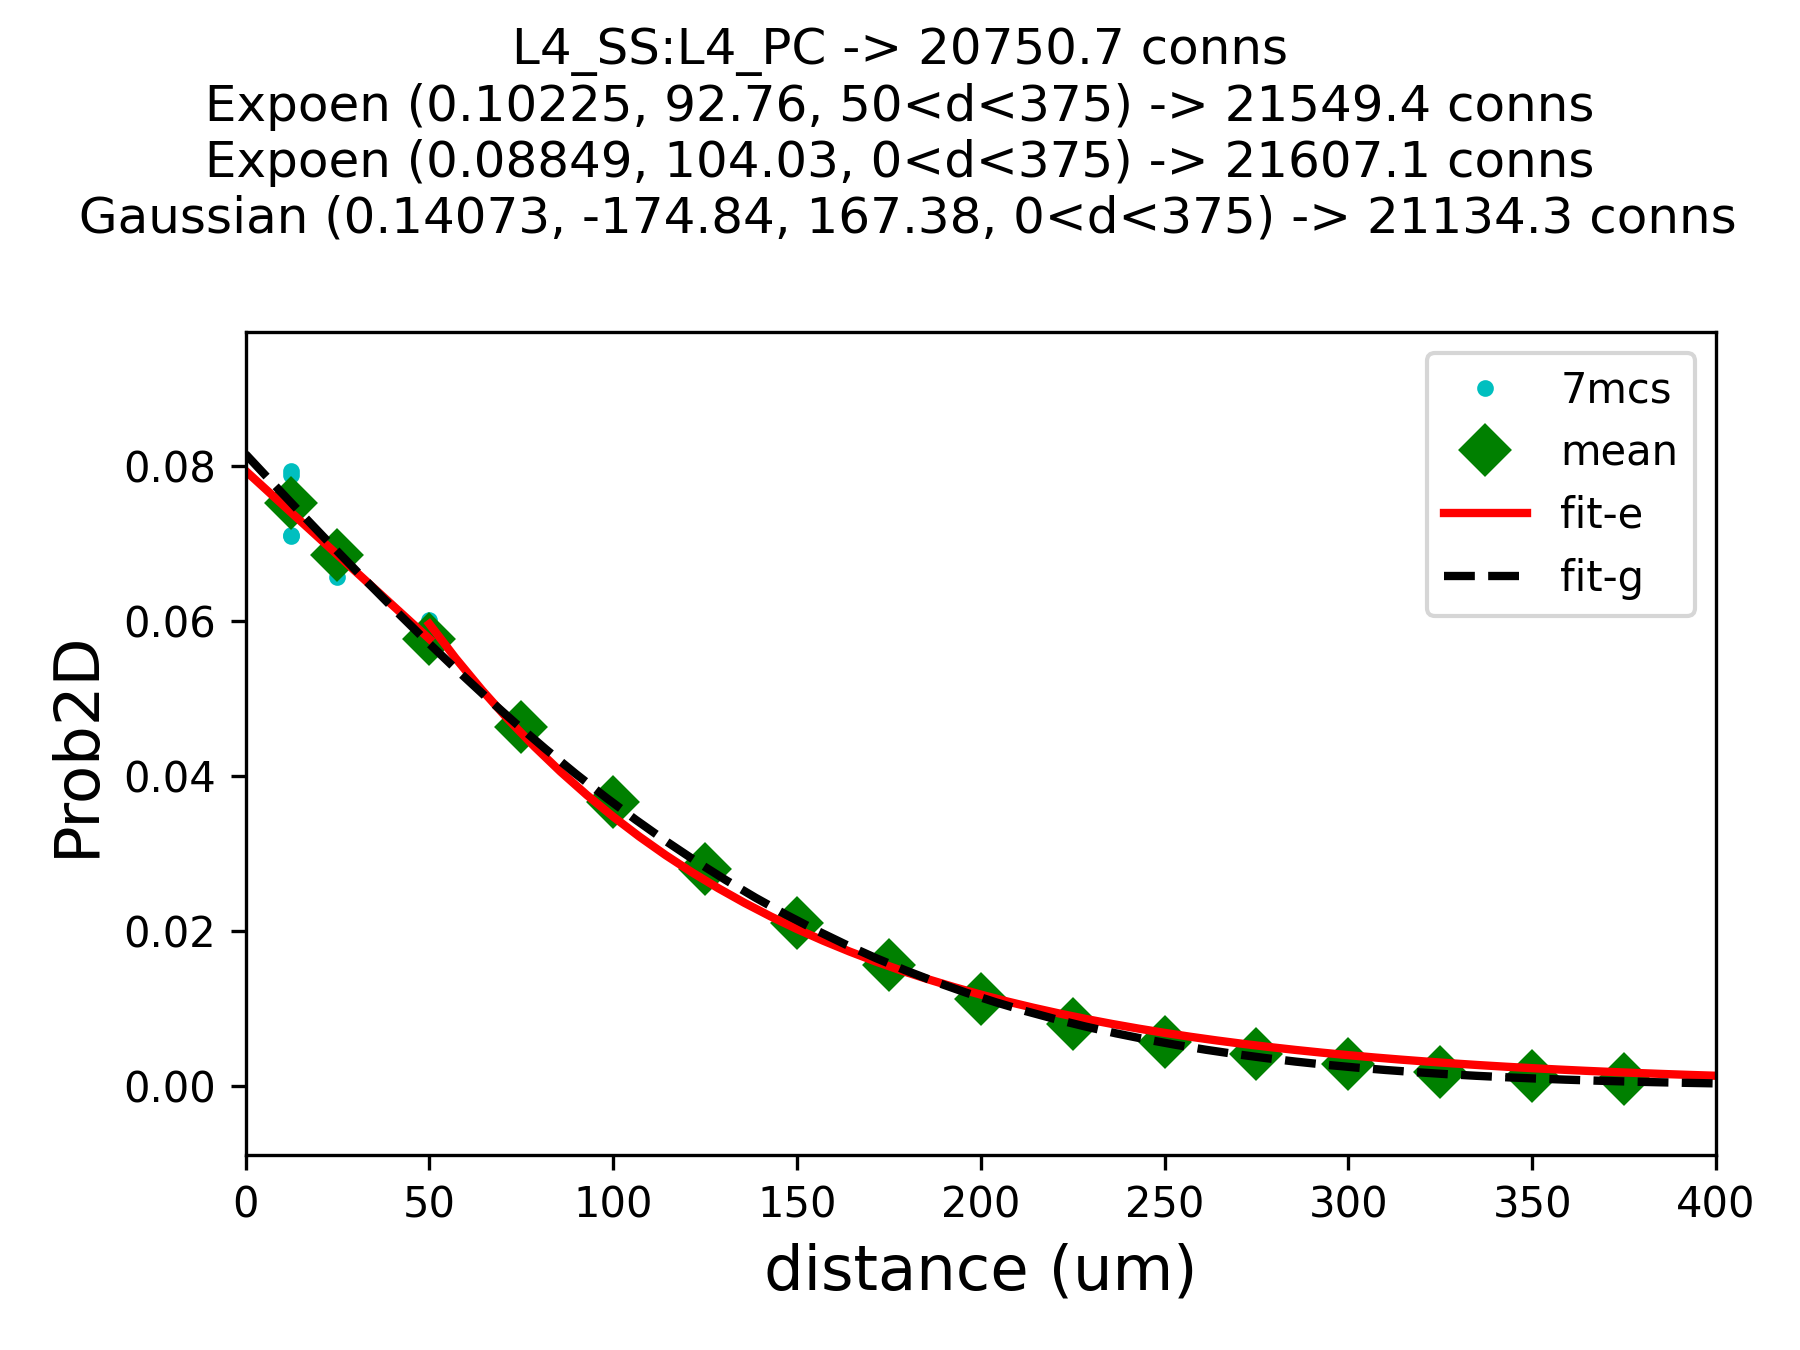 L4_SS:L4_PC -> 20750.7 conns
Expoen (0.10225, 92.76, 50<d<375) -> 21549.4 conns
Expoen (0.08849, 104.03, 0<d<375) -> 21607.1 conns
Gaussian (0.14073, -174.84, 167.38, 0<d<375) -> 21134.3 conns
7mcs
mean
fit-e
fit-g
Prob2D
0.08
0.06
0.04
0.02
0.00
0 50 100 150 200 250 300 350 400
distance (um)